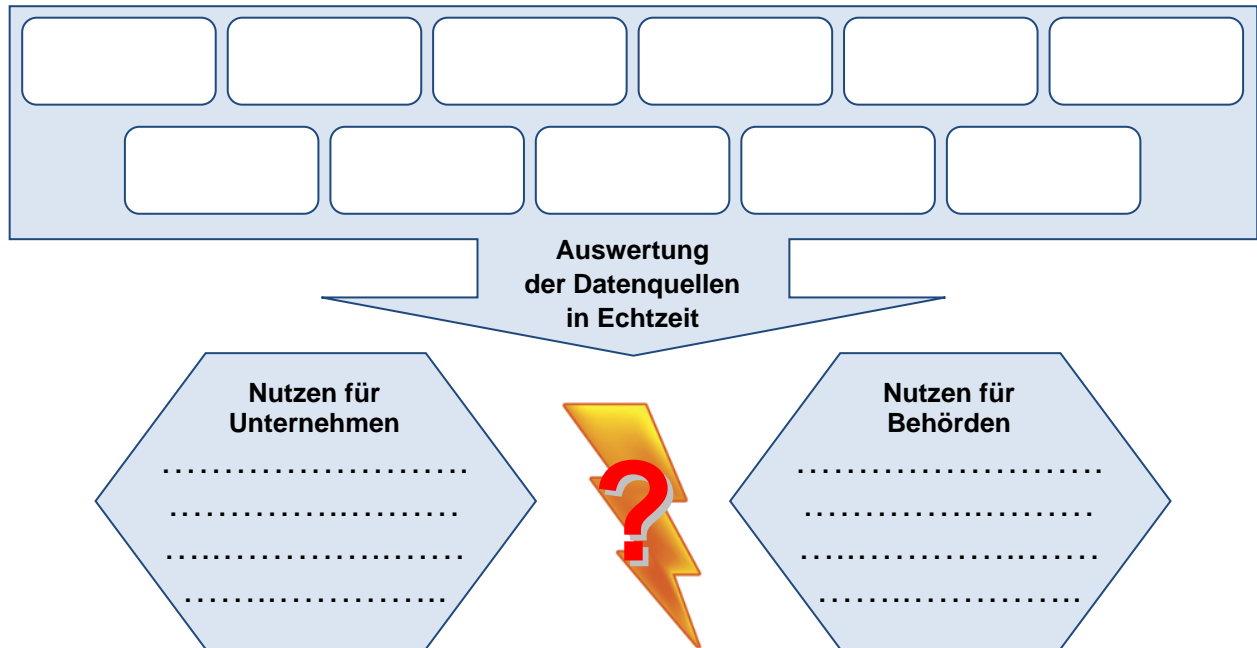 Auswertung
der Datenquellen
in Echtzeit
Nutzen für
Unternehmen
……………………..
…………..………
…..…………..……
……..…………….
?
Nutzen für
Behörden
……………………..
…………..………
…..…………..……
……..…………….